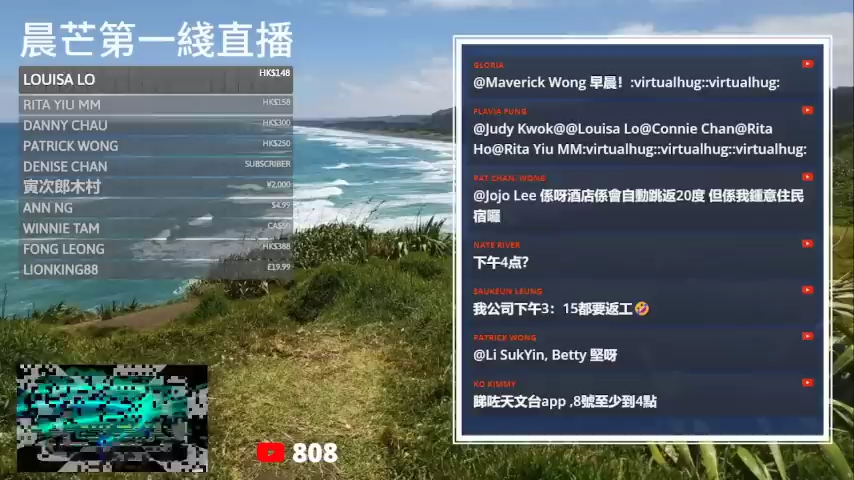 晨芒第一綫直播
LOUISA LO HK$148
RITA YIU MM HK$158
DANNY CHAU HK$300
PATRICK WONG HK$250
DENISE CHAN SUBSCRIBER
寅次郎木村 ¥2,000
ANN NG $4.99
WINNIE TAM CA$50
FONG LEONG HK$388
LIONKING88 £19.99
GLORIA
@Maverick Wong 早晨！:virtualhug::virtualhug:
FLAVIA FUNG
@Judy Kwok@@Louisa Lo@Connie Chan@Rita
Ho@Rita Yiu MM:virtualhug::virtualhug::virtualhug:
PAT CHAN-WONG
@Jojo Lee 係呀酒店係會自動跳返20度 但係我鍾意住民
宿囉
NATE RIVER
下午4点？
SAUKEUN LEUNG
我公司下午3：15都要返工🤣
PATRICK WONG
@Li SukYin, Betty 堅呀
KO KIMMY
睇咗天文台app ,8號至少到4點
808